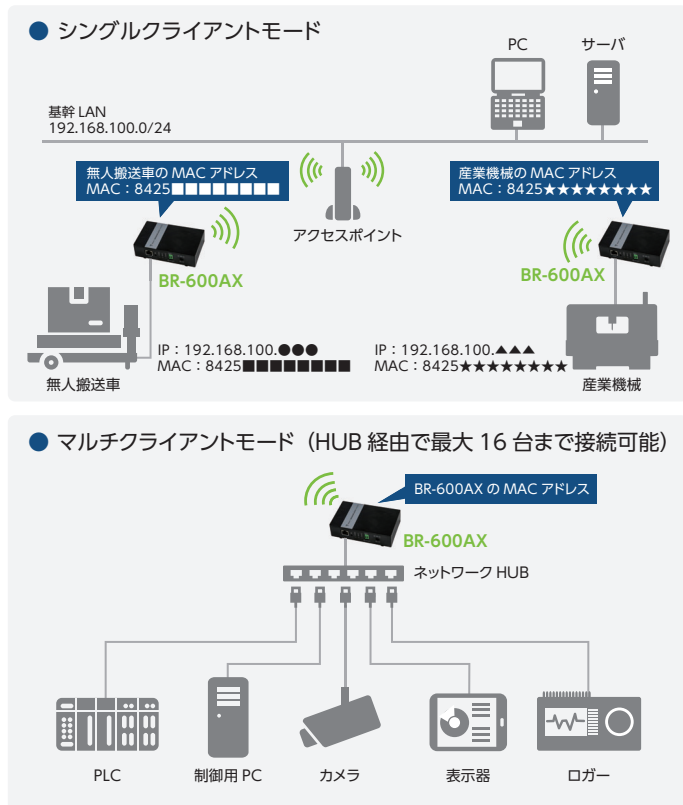 シングルクライアントモード
PC
サーバ
基幹 LAN
192.168.100.0/24
無人搬送車の MAC アドレス
MAC：8425■■■■■■■■
産業機械の MAC アドレス
MAC：8425★★★★★★★★
アクセスポイント
BR-600AX
BR-600AX
IP：192.168.100.●●●
MAC：8425■■■■■■■■
IP：192.168.100.▲▲▲
MAC：8425★★★★★★★★
無人搬送車
産業機械
マルチクライアントモード（HUB 経由で最大 16 台まで接続可能）
BR-600AX の MAC アドレス
BR-600AX
ネットワーク HUB
PLC
制御用 PC
カメラ
表示器
ロガー